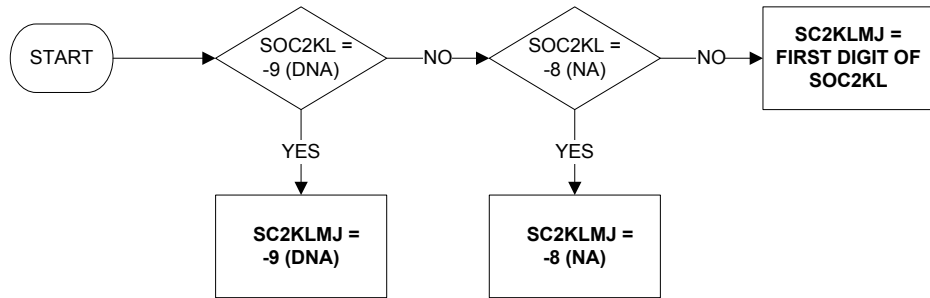 START
SOC2KL =
-9 (DNA)
NO
SOC2KL =
-8 (NA)
NO
SC2KLMJ =
FIRST DIGIT OF
SOC2KL
YES
YES
SC2KLMJ =
-9 (DNA)
SC2KLMJ =
-8 (NA)